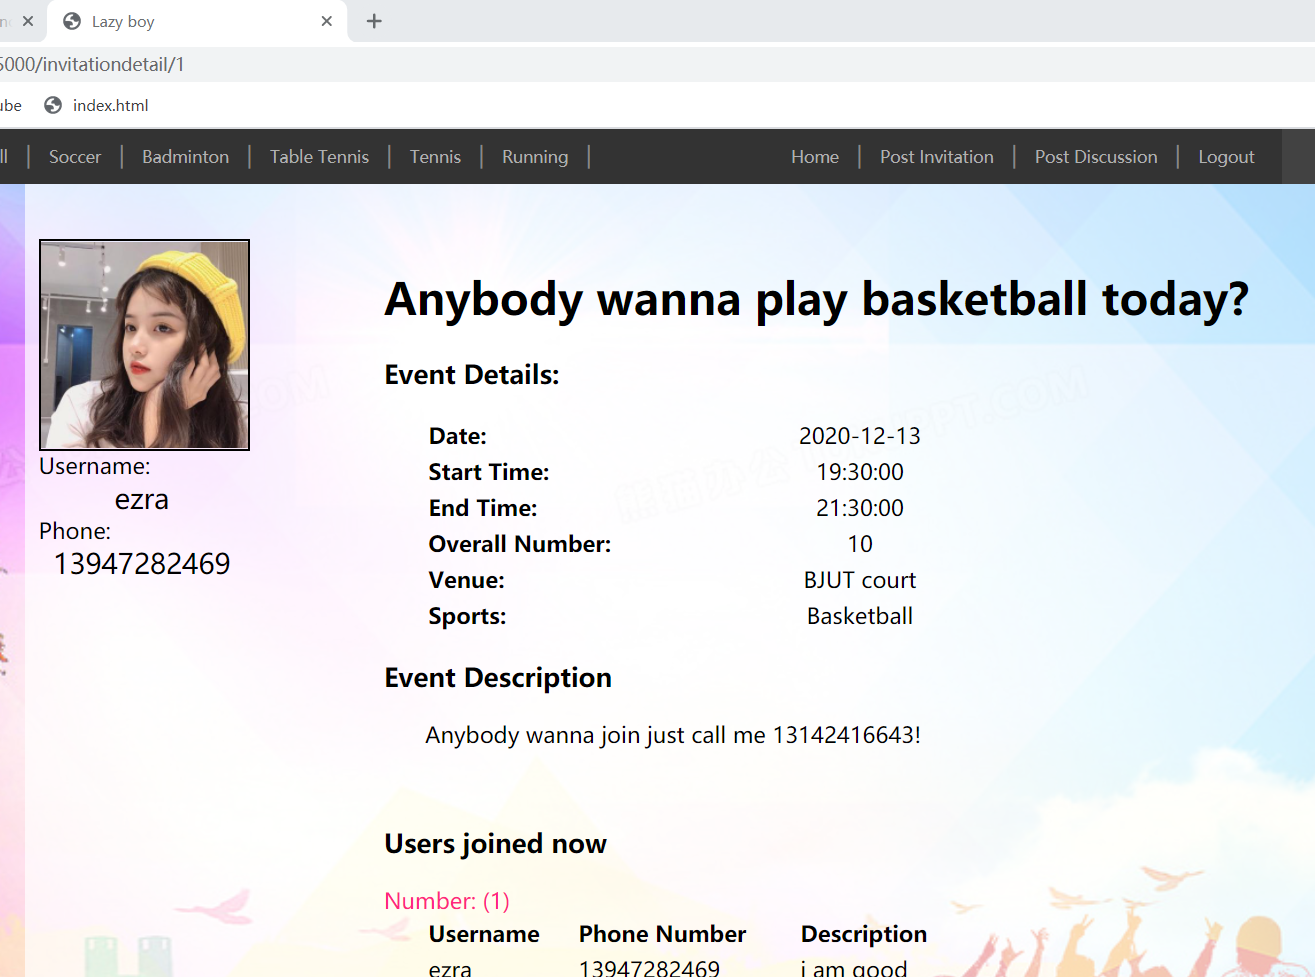 Lazy boy
5000/invitationdetail/1
ube index.html
ll | Soccer | Badminton | Table Tennis | Tennis | Running | Home | Post Invitation | Post Discussion | Logout
Anybody wanna play basketball today?
Event Details:
Date: 2020-12-13
Start Time: 19:30:00
End Time: 21:30:00
Overall Number: 10
Venue: BJUT court
Sports: Basketball
Username:
ezra
Phone:
13947282469
Event Description
Anybody wanna join just call me 13142416643!
Users joined now
Number: (1)
Username Phone Number Description
ezra 13947282469 i am good